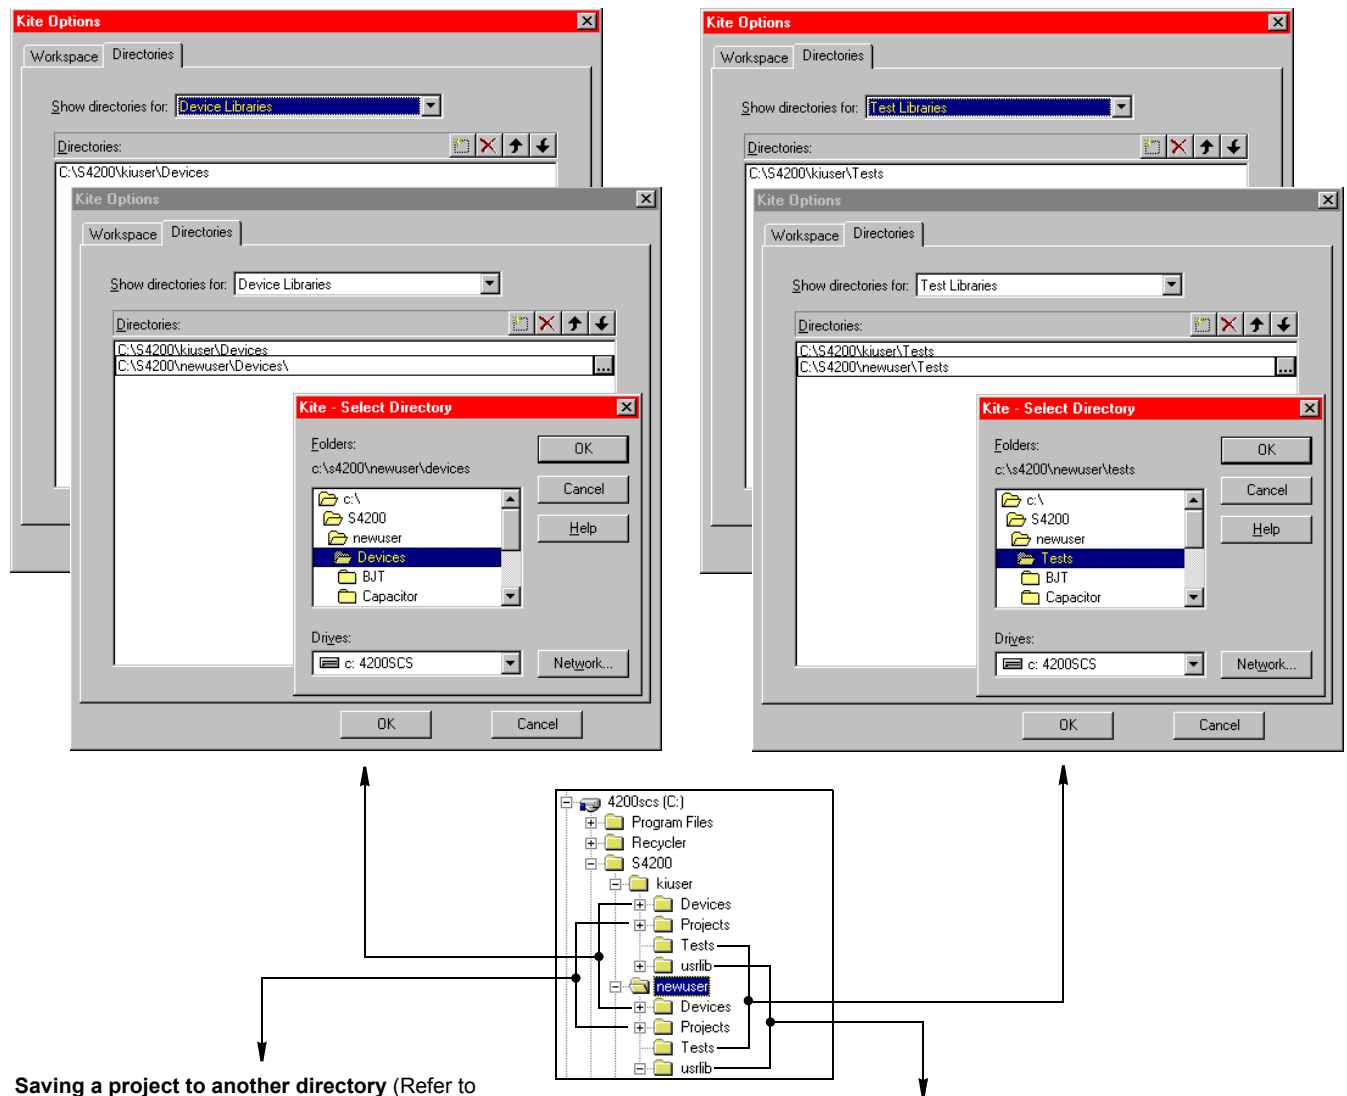 Kite Options
Workspace Directories
Show directories for: Device Libraries
Directories:
C:\S4200\kiuser\Devices
Kite Options
Workspace Directories
Show directories for: Device Libraries
Directories:
C:\S4200\kiuser\Devices
C:\S4200\newuser\Devices\
...
Kite - Select Directory
Folders:
c:\s4200\newuser\devices
c:\
S4200
newuser
Devices
BJT
Capacitor
OK
Cancel
Help
Drives:
c: 4200SCS
Network...
OK Cancel
Kite Options
Workspace Directories
Show directories for: Test Libraries
Directories:
C:\S4200\kiuser\Tests
Kite Options
Workspace Directories
Show directories for: Test Libraries
Directories:
C:\S4200\kiuser\Tests
C:\S4200\newuser\Tests
...
Kite - Select Directory
Folders:
c:\s4200\newuser\tests
c:\
S4200
newuser
Tests
BJT
Capacitor
OK
Cancel
Help
Drives:
c: 4200SCS
Network...
OK Cancel
4200scs (C:)
Program Files
Recycler
S4200
kiuser
Devices
Projects
Tests
usrlib
newuser
Devices
Projects
Tests
usrlib
Saving a project to another directory (Refer to